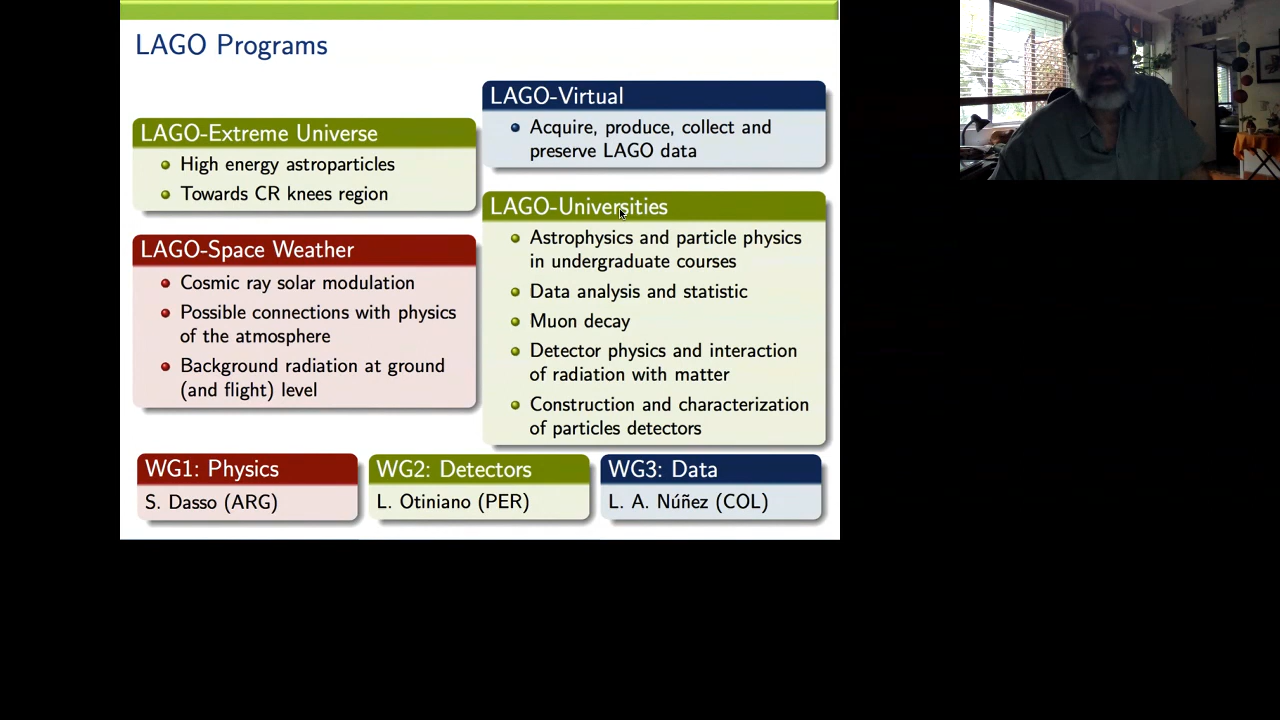 LAGO Programs
LAGO-Extreme Universe
High energy astroparticles
Towards CR knees region
LAGO-Space Weather
Cosmic ray solar modulation
Possible connections with physics
of the atmosphere
Background radiation at ground
(and flight) level
LAGO-Virtual
Acquire, produce, collect and
preserve LAGO data
LAGO-Universities
Astrophysics and particle physics
in undergraduate courses
Data analysis and statistic
Muon decay
Detector physics and interaction
of radiation with matter
Construction and characterization
of particles detectors
WG1: Physics
S. Dasso (ARG)
WG2: Detectors
L. Otiniano (PER)
WG3: Data
L. A. Núñez (COL)